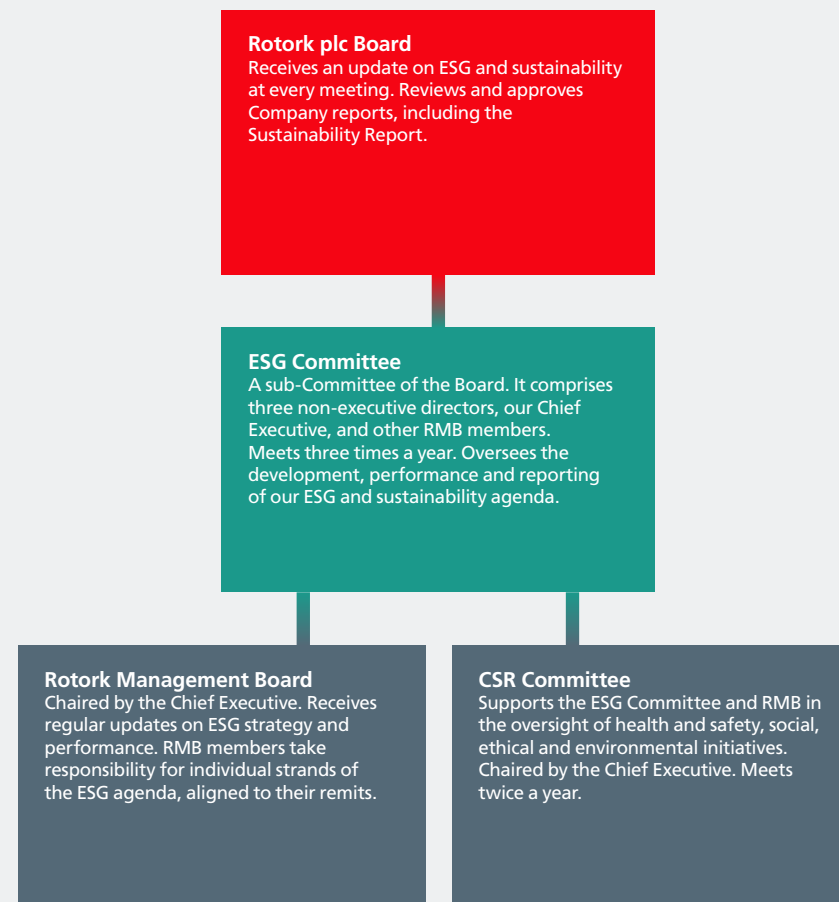 Rotork plc Board
Receives an update on ESG and sustainability
at every meeting. Reviews and approves
Company reports, including the
Sustainability Report.
ESG Committee
A sub-Committee of the Board. It comprises
three non-executive directors, our Chief
Executive, and other RMB members.
Meets three times a year. Oversees the
development, performance and reporting
of our ESG and sustainability agenda.
Rotork Management Board
Chaired by the Chief Executive. Receives
regular updates on ESG strategy and
performance. RMB members take
responsibility for individual strands of
the ESG agenda, aligned to their remits.
CSR Committee
Supports the ESG Committee and RMB in
the oversight of health and safety, social,
ethical and environmental initiatives.
Chaired by the Chief Executive. Meets
twice a year.